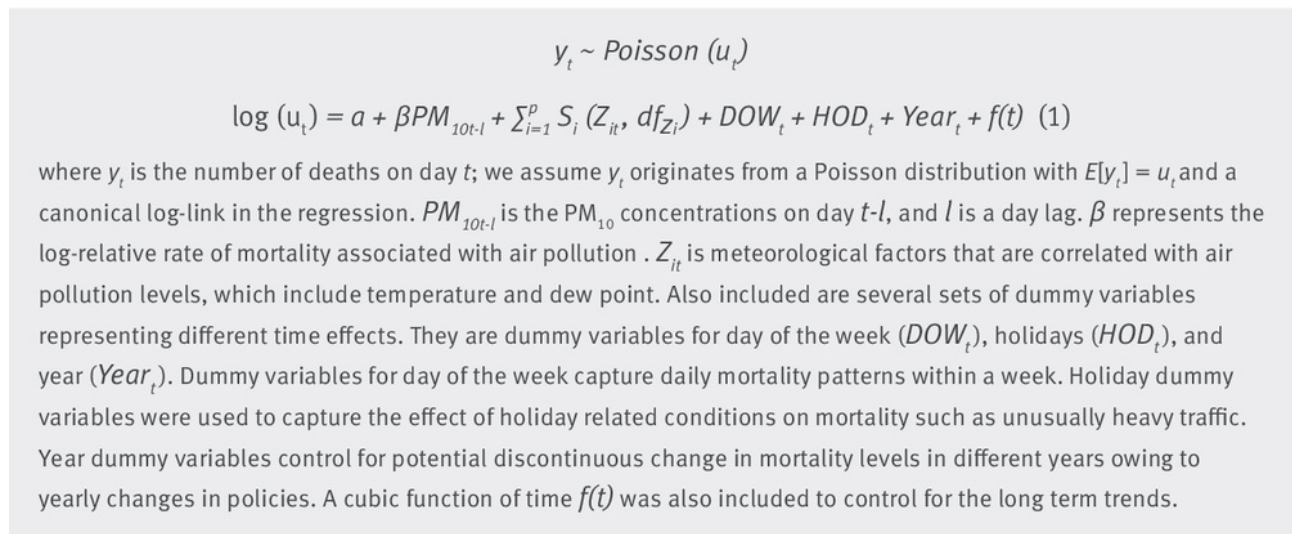 y_t ~ Poisson (u_t)
log (u_t) = a + βPM_10t-l + ∑_{i=1}^p S_i (Z_it, df_Zi) + DOW_t + HOD_t + Year_t + f(t) (1)
where y_t is the number of deaths on day t; we assume y_t originates from a Poisson distribution with E[y_t] = u_t and a
canonical log-link in the regression. PM_10t-l is the PM_10 concentrations on day t-l, and l is a day lag. β represents the
log-relative rate of mortality associated with air pollution . Z_it is meteorological factors that are correlated with air
pollution levels, which include temperature and dew point. Also included are several sets of dummy variables
representing different time effects. They are dummy variables for day of the week (DOW_t), holidays (HOD_t), and
year (Year_t). Dummy variables for day of the week capture daily mortality patterns within a week. Holiday dummy
variables were used to capture the effect of holiday related conditions on mortality such as unusually heavy traffic.
Year dummy variables control for potential discontinuous change in mortality levels in different years owing to
yearly changes in policies. A cubic function of time f(t) was also included to control for the long term trends.